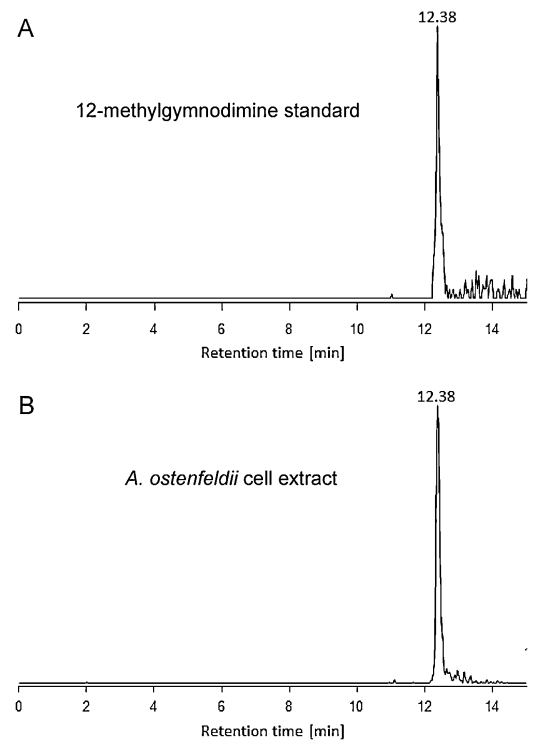 A
12.38
12-methylgymnodimine standard
0 2 4 6 8 10 12 14
Retention time [min]
B
12.38
A. ostenfeldii cell extract
0 2 4 6 8 10 12 14
Retention time [min]